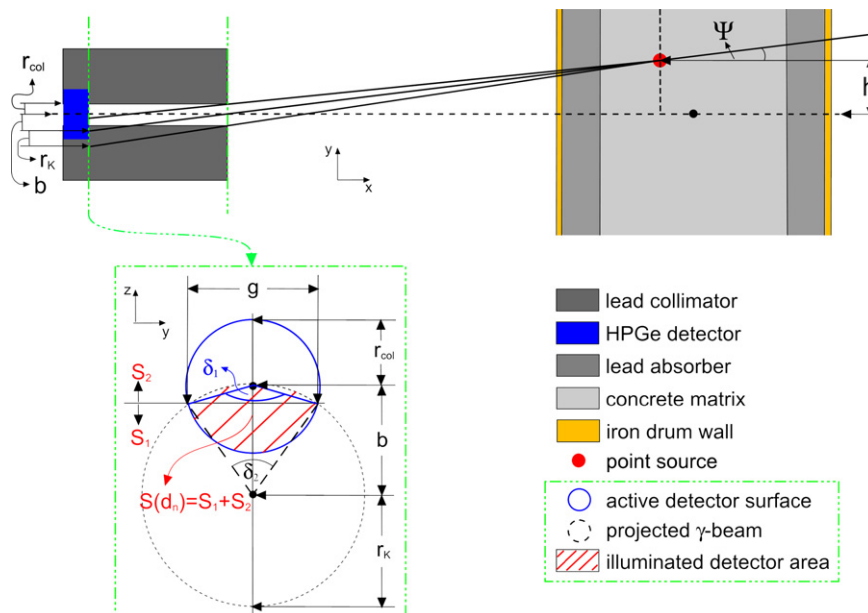 r_col
r_K
b
y
x
Ψ
h
z
y
g
δ₁
r_col
S₂
S₁
b
δ₂
S(dₙ)=S₁+S₂
r_K
lead collimator
HPGe detector
lead absorber
concrete matrix
iron drum wall
point source
active detector surface
projected γ-beam
illuminated detector area